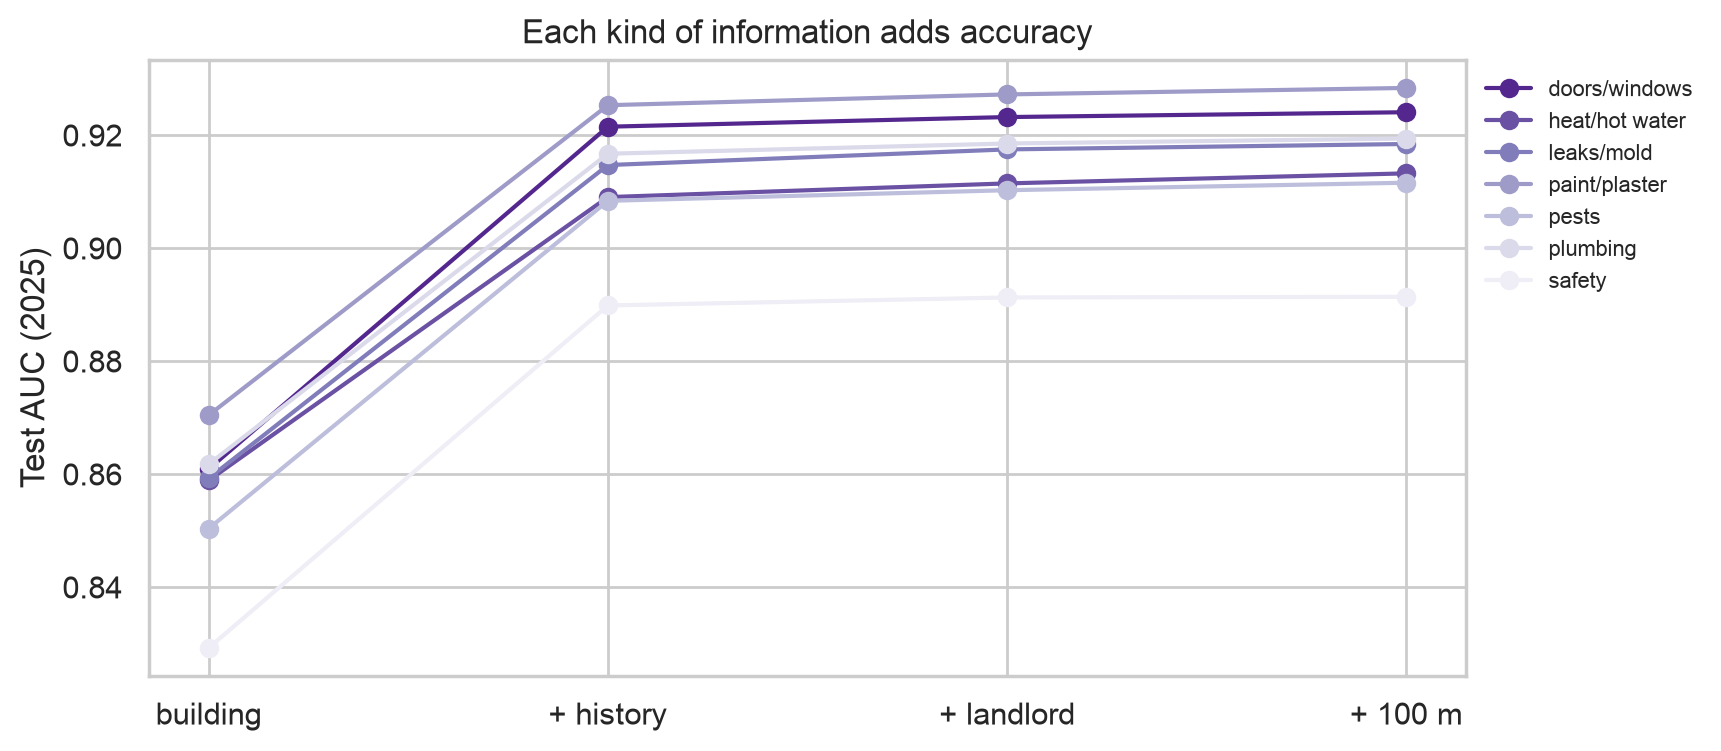 Each kind of information adds accuracy
Test AUC (2025)
0.92
0.90
0.88
0.86
0.84
building
+ history
+ landlord
+ 100 m
doors/windows
heat/hot water
leaks/mold
paint/plaster
pests
plumbing
safety